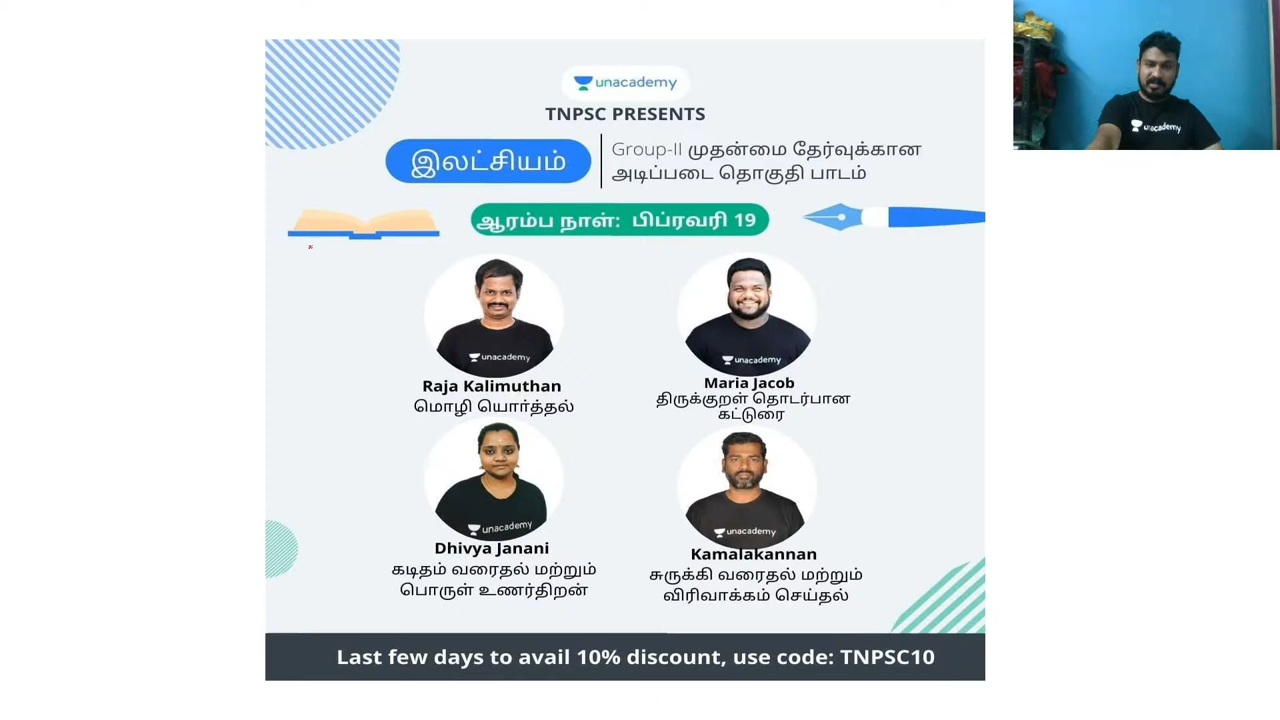 unacademy
TNPSC PRESENTS
இலட்சியம்
Group-II முதன்மை தேர்வுக்கான
அடிப்படை தொகுதி பாடம்
ஆரம்ப நாள்: பிப்ரவரி 19
unacademy
unacademy
unacademy
Raja Kalimuthan
மொழி யொர்த்தல்
Maria Jacob
திருக்குறள் தொடர்பான
கட்டுரை
unacademy
unacademy
Dhivya Janani
கடிதம் வரைதல் மற்றும்
பொருள் உணர்திறன்
Kamalakannan
சுருக்கி வரைதல் மற்றும்
விரிவாக்கம் செய்தல்
Last few days to avail 10% discount, use code: TNPSC10